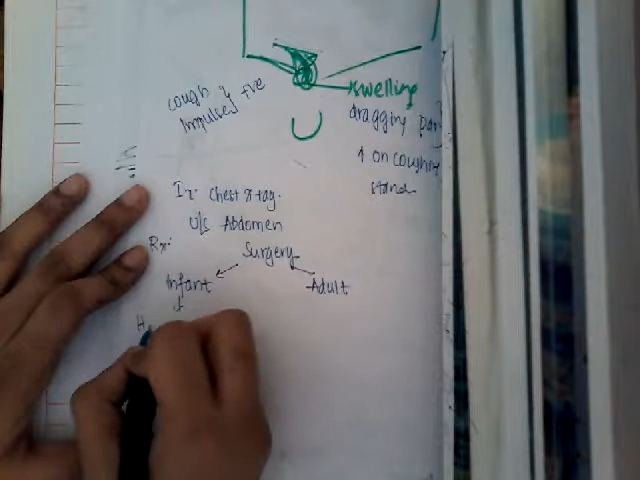 cough } +ve
Impulse
swelling
dragging pain
↑ on coughing
stand
Ix: Chest x ray.
U/s Abdomen
Rx:
Surgery
Infant
Adult
H